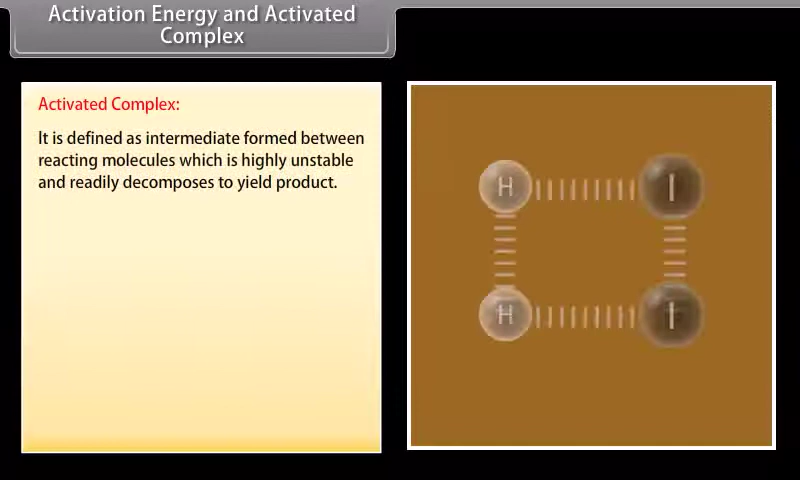 Activation Energy and Activated
Complex
Activated Complex:
It is defined as intermediate formed between
reacting molecules which is highly unstable
and readily decomposes to yield product.
H I
H I